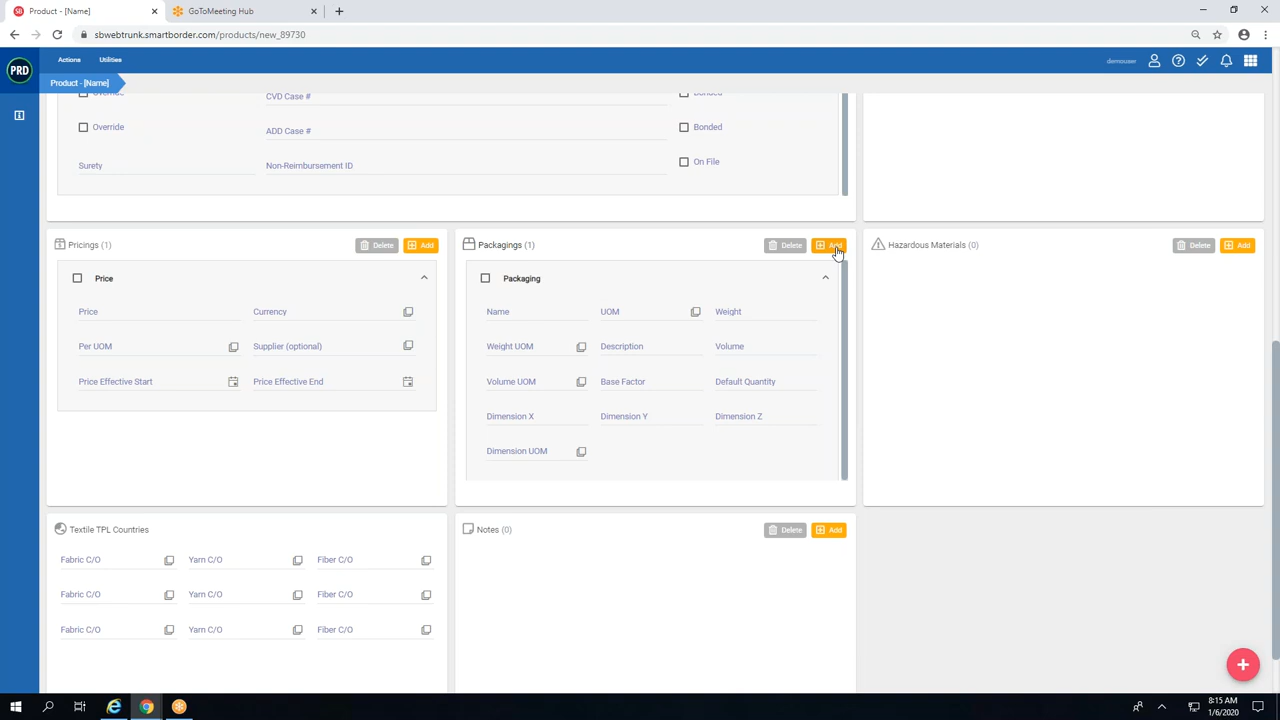 Product - [Name]
GoToMeeting Hub
sbwebtrunk.smartborder.com/products/new_89730
PRD
Actions
Utilities
demouser
Product - [Name]
Override
CVD Case #
Bonded
Override
ADD Case #
Bonded
Surety
Non-Reimbursement ID
On File
Pricings (1)
Delete
Add
Packagings (1)
Delete
Add
Hazardous Materials (0)
Delete
Add
Price
Packaging
Price
Currency
Name
UOM
Weight
Per UOM
Supplier (optional)
Weight UOM
Description
Volume
Price Effective Start
Price Effective End
Volume UOM
Base Factor
Default Quantity
Dimension X
Dimension Y
Dimension Z
Dimension UOM
Textile TPL Countries
Notes (0)
Delete
Add
Fabric C/O
Yarn C/O
Fiber C/O
Fabric C/O
Yarn C/O
Fiber C/O
Fabric C/O
Yarn C/O
Fiber C/O
8:15 AM
1/6/2020